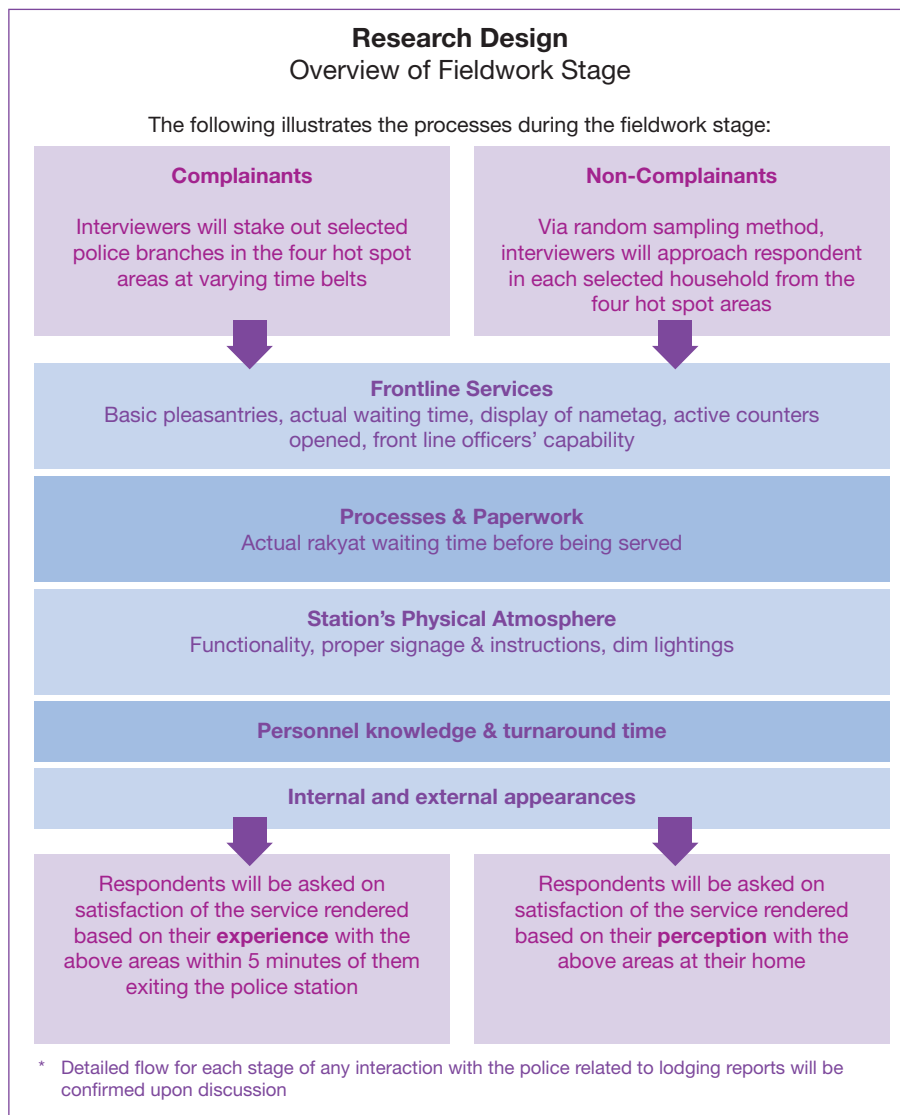 Research Design
Overview of Fieldwork Stage
The following illustrates the processes during the fieldwork stage:
Complainants
Interviewers will stake out selected
police branches in the four hot spot
areas at varying time belts
Non-Complainants
Via random sampling method,
interviewers will approach respondent
in each selected household from the
four hot spot areas
Frontline Services
Basic pleasantries, actual waiting time, display of nametag, active counters
opened, front line officers’ capability
Processes & Paperwork
Actual rakyat waiting time before being served
Station’s Physical Atmosphere
Functionality, proper signage & instructions, dim lightings
Personnel knowledge & turnaround time
Internal and external appearances
Respondents will be asked on
satisfaction of the service rendered
based on their experience with the
above areas within 5 minutes of them
exiting the police station
Respondents will be asked on
satisfaction of the service rendered
based on their perception with the
above areas at their home
* Detailed flow for each stage of any interaction with the police related to lodging reports will be
confirmed upon discussion